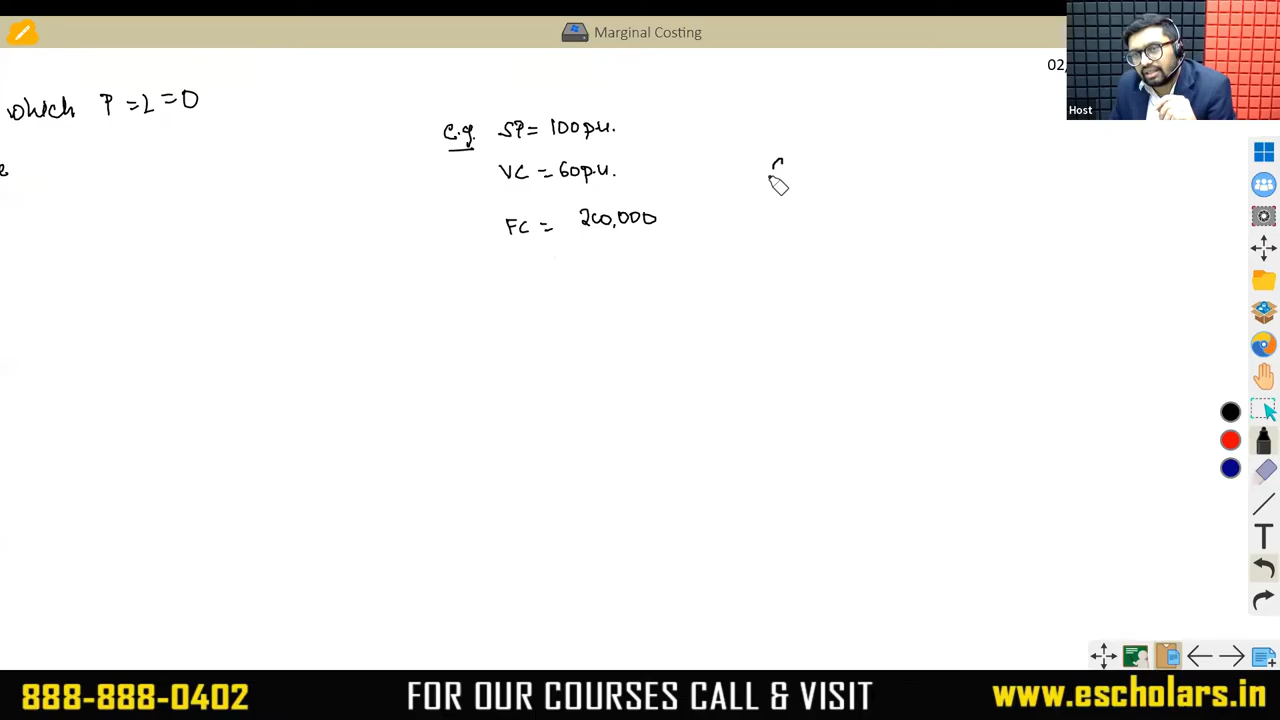 Marginal Costing
02
Host
which P = L = 0
e.g. SP = 100 p.u.
VC = 60 p.u.
FC = 200,000
T
888-888-0402
FOR OUR COURSES CALL & VISIT
www.escholars.in